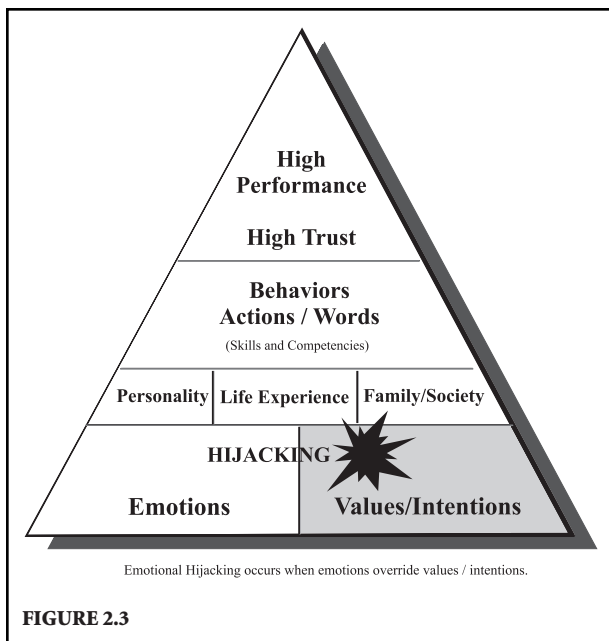 High
Performance
High Trust
Behaviors
Actions / Words
(Skills and Competencies)
Personality Life Experience Family/Society
HIJACKING
Emotions Values/Intentions
Emotional Hijacking occurs when emotions override values / intentions.
FIGURE 2.3